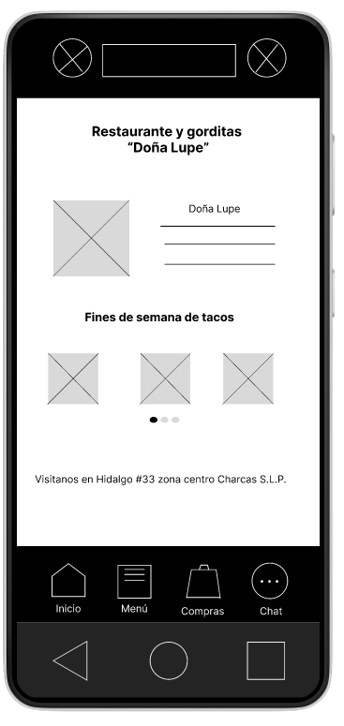 Restaurante y gorditas
“Doña Lupe”
Doña Lupe
Fines de semana de tacos
Visitanos en Hidalgo #33 zona centro Charcas S.L.P.
Inicio
Menú
Compras
Chat